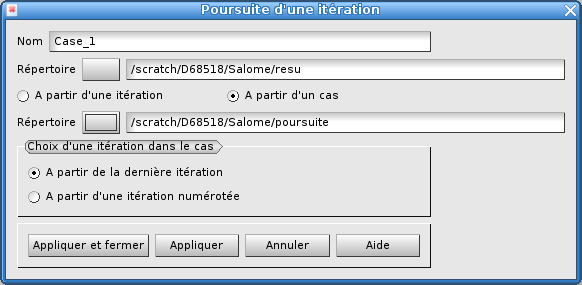 Poursuite d'une itération
Nom Case_1
Répertoire /scratch/D68518/Salome/resu
A partir d'une itération A partir d'un cas
Répertoire /scratch/D68518/Salome/poursuite
Choix d'une itération dans le cas
A partir de la dernière itération
A partir d'une itération numérotée
Appliquer et fermer Appliquer Annuler Aide